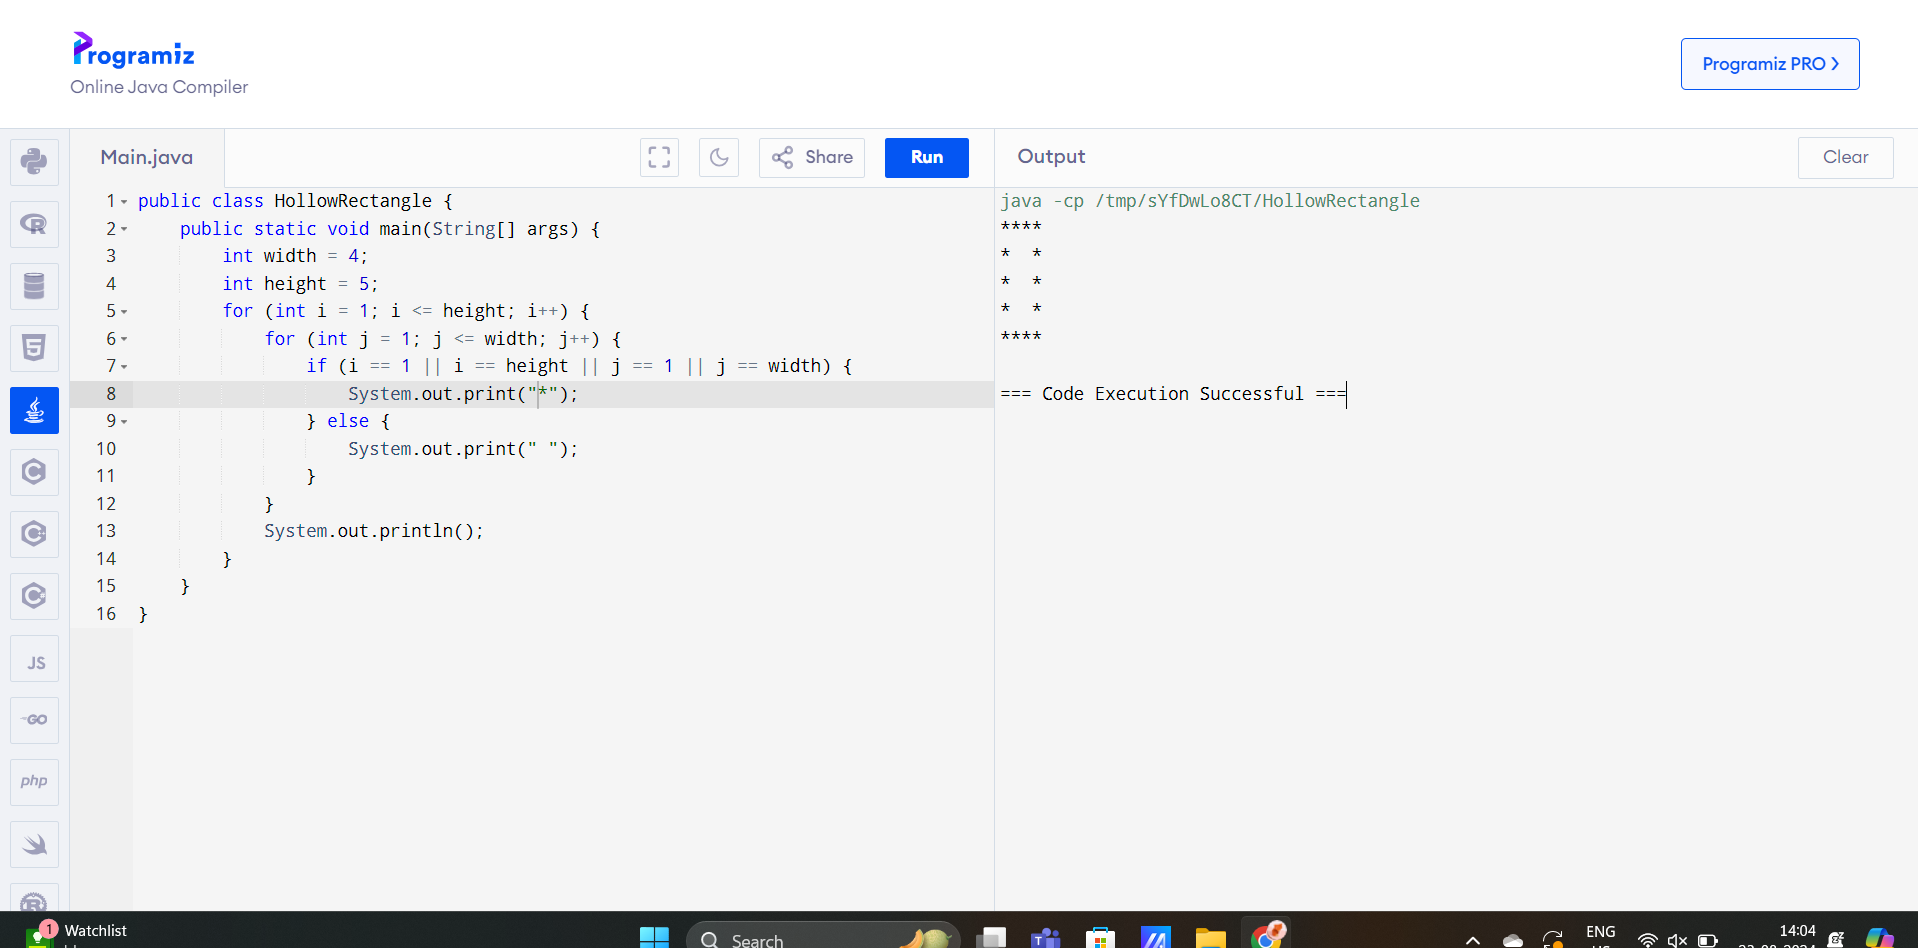 Programiz
Online Java Compiler
Programiz PRO >
Main.java
Share
Run
Output
Clear
1 public class HollowRectangle {
2     public static void main(String[] args) {
3         int width = 4;
4         int height = 5;
5         for (int i = 1; i <= height; i++) {
6             for (int j = 1; j <= width; j++) {
7                 if (i == 1 || i == height || j == 1 || j == width) {
8                     System.out.print("*");
9                 } else {
10                     System.out.print(" ");
11                 }
12             }
13             System.out.println();
14         }
15     }
16 }
java -cp /tmp/sYfDwLo8CT/HollowRectangle
****
*  *
*  *
*  *
****
=== Code Execution Successful ===
R
5
C
C
C
JS
GO
php
R
1
Watchlist
Search
ENG
14:04